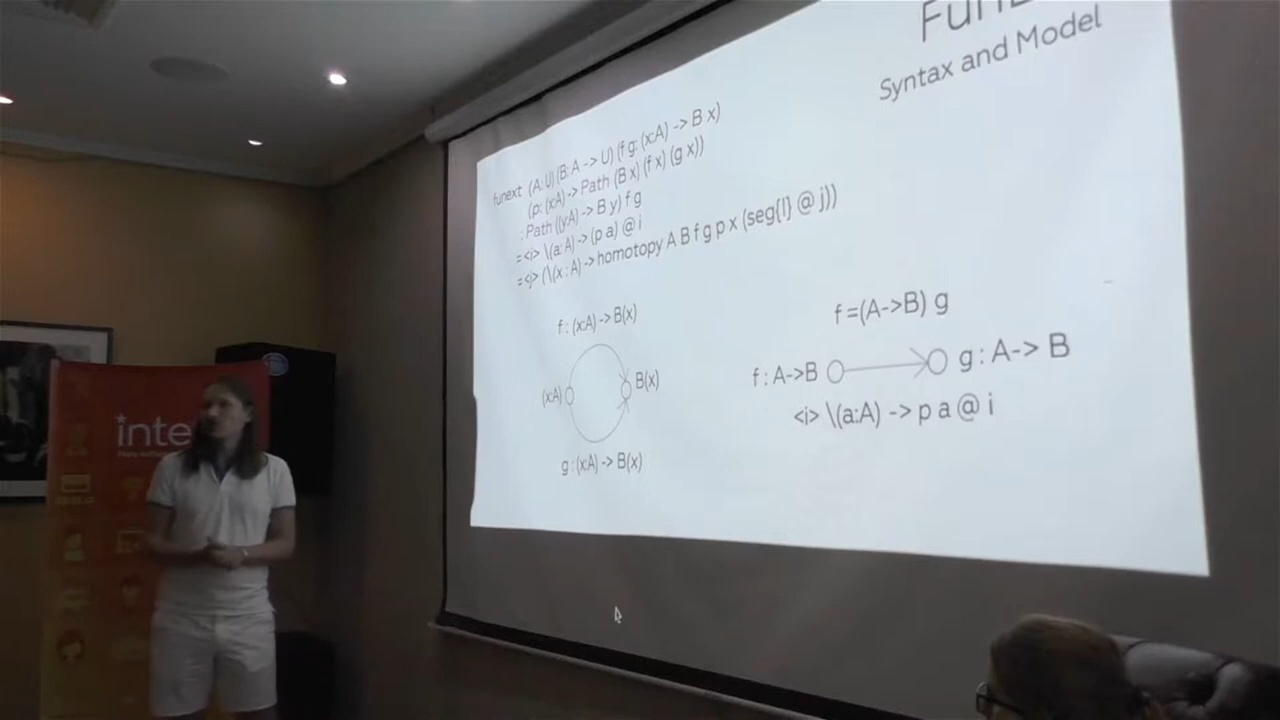 Syntax and Model
funext (A: U) (B: A -> U) (f g: (x:A) -> B x)
(p: (x:A) -> Path (B x) (f x) (g x))
: Path ((y:A) -> B y) f g
= <i> \(a: A) -> (p a) @ i
= <j> (\(x : A) -> homotopy A B f g p x (seg{I} @ j))
f : (x:A) -> B(x)
(x:A)
B(x)
g : (x:A) -> B(x)
f =(A->B) g
f : A->B
g : A-> B
<i> \(a:A) -> p a @ i
inte